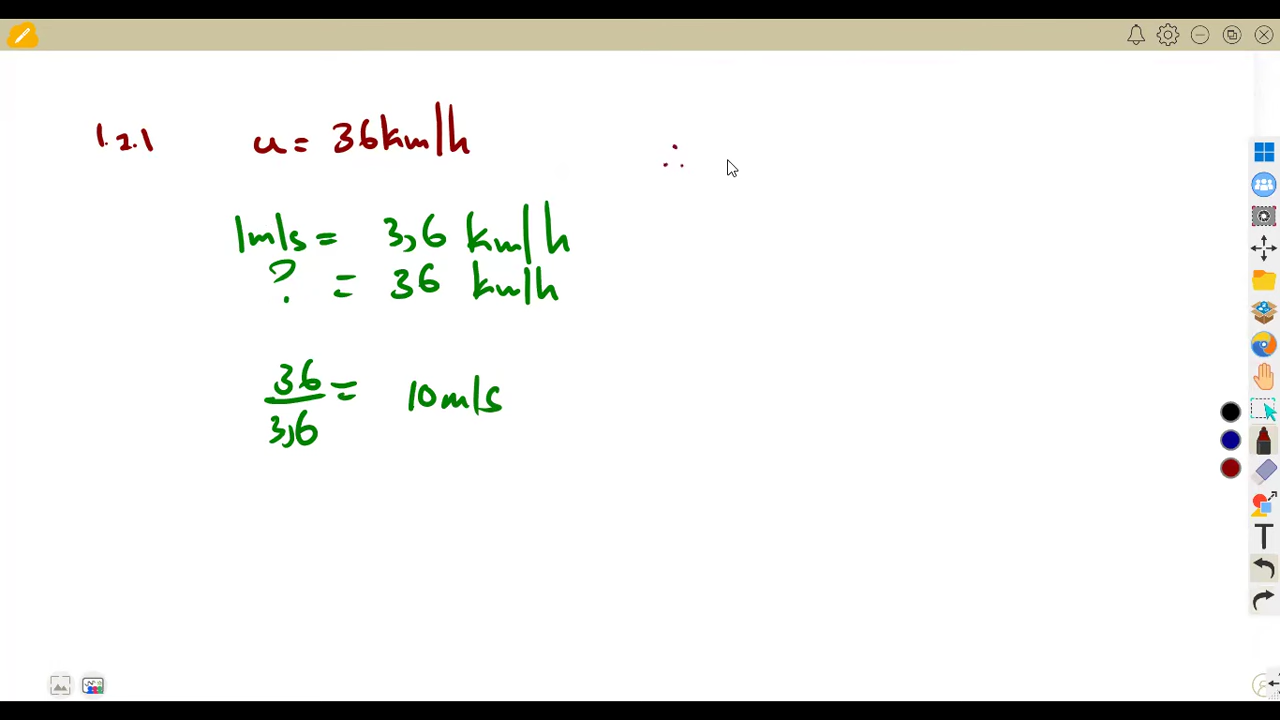 1.2.1 u = 36km/h ∴
1m/s = 3,6 km/h
? = 36 km/h
36/3,6 = 10m/s
T